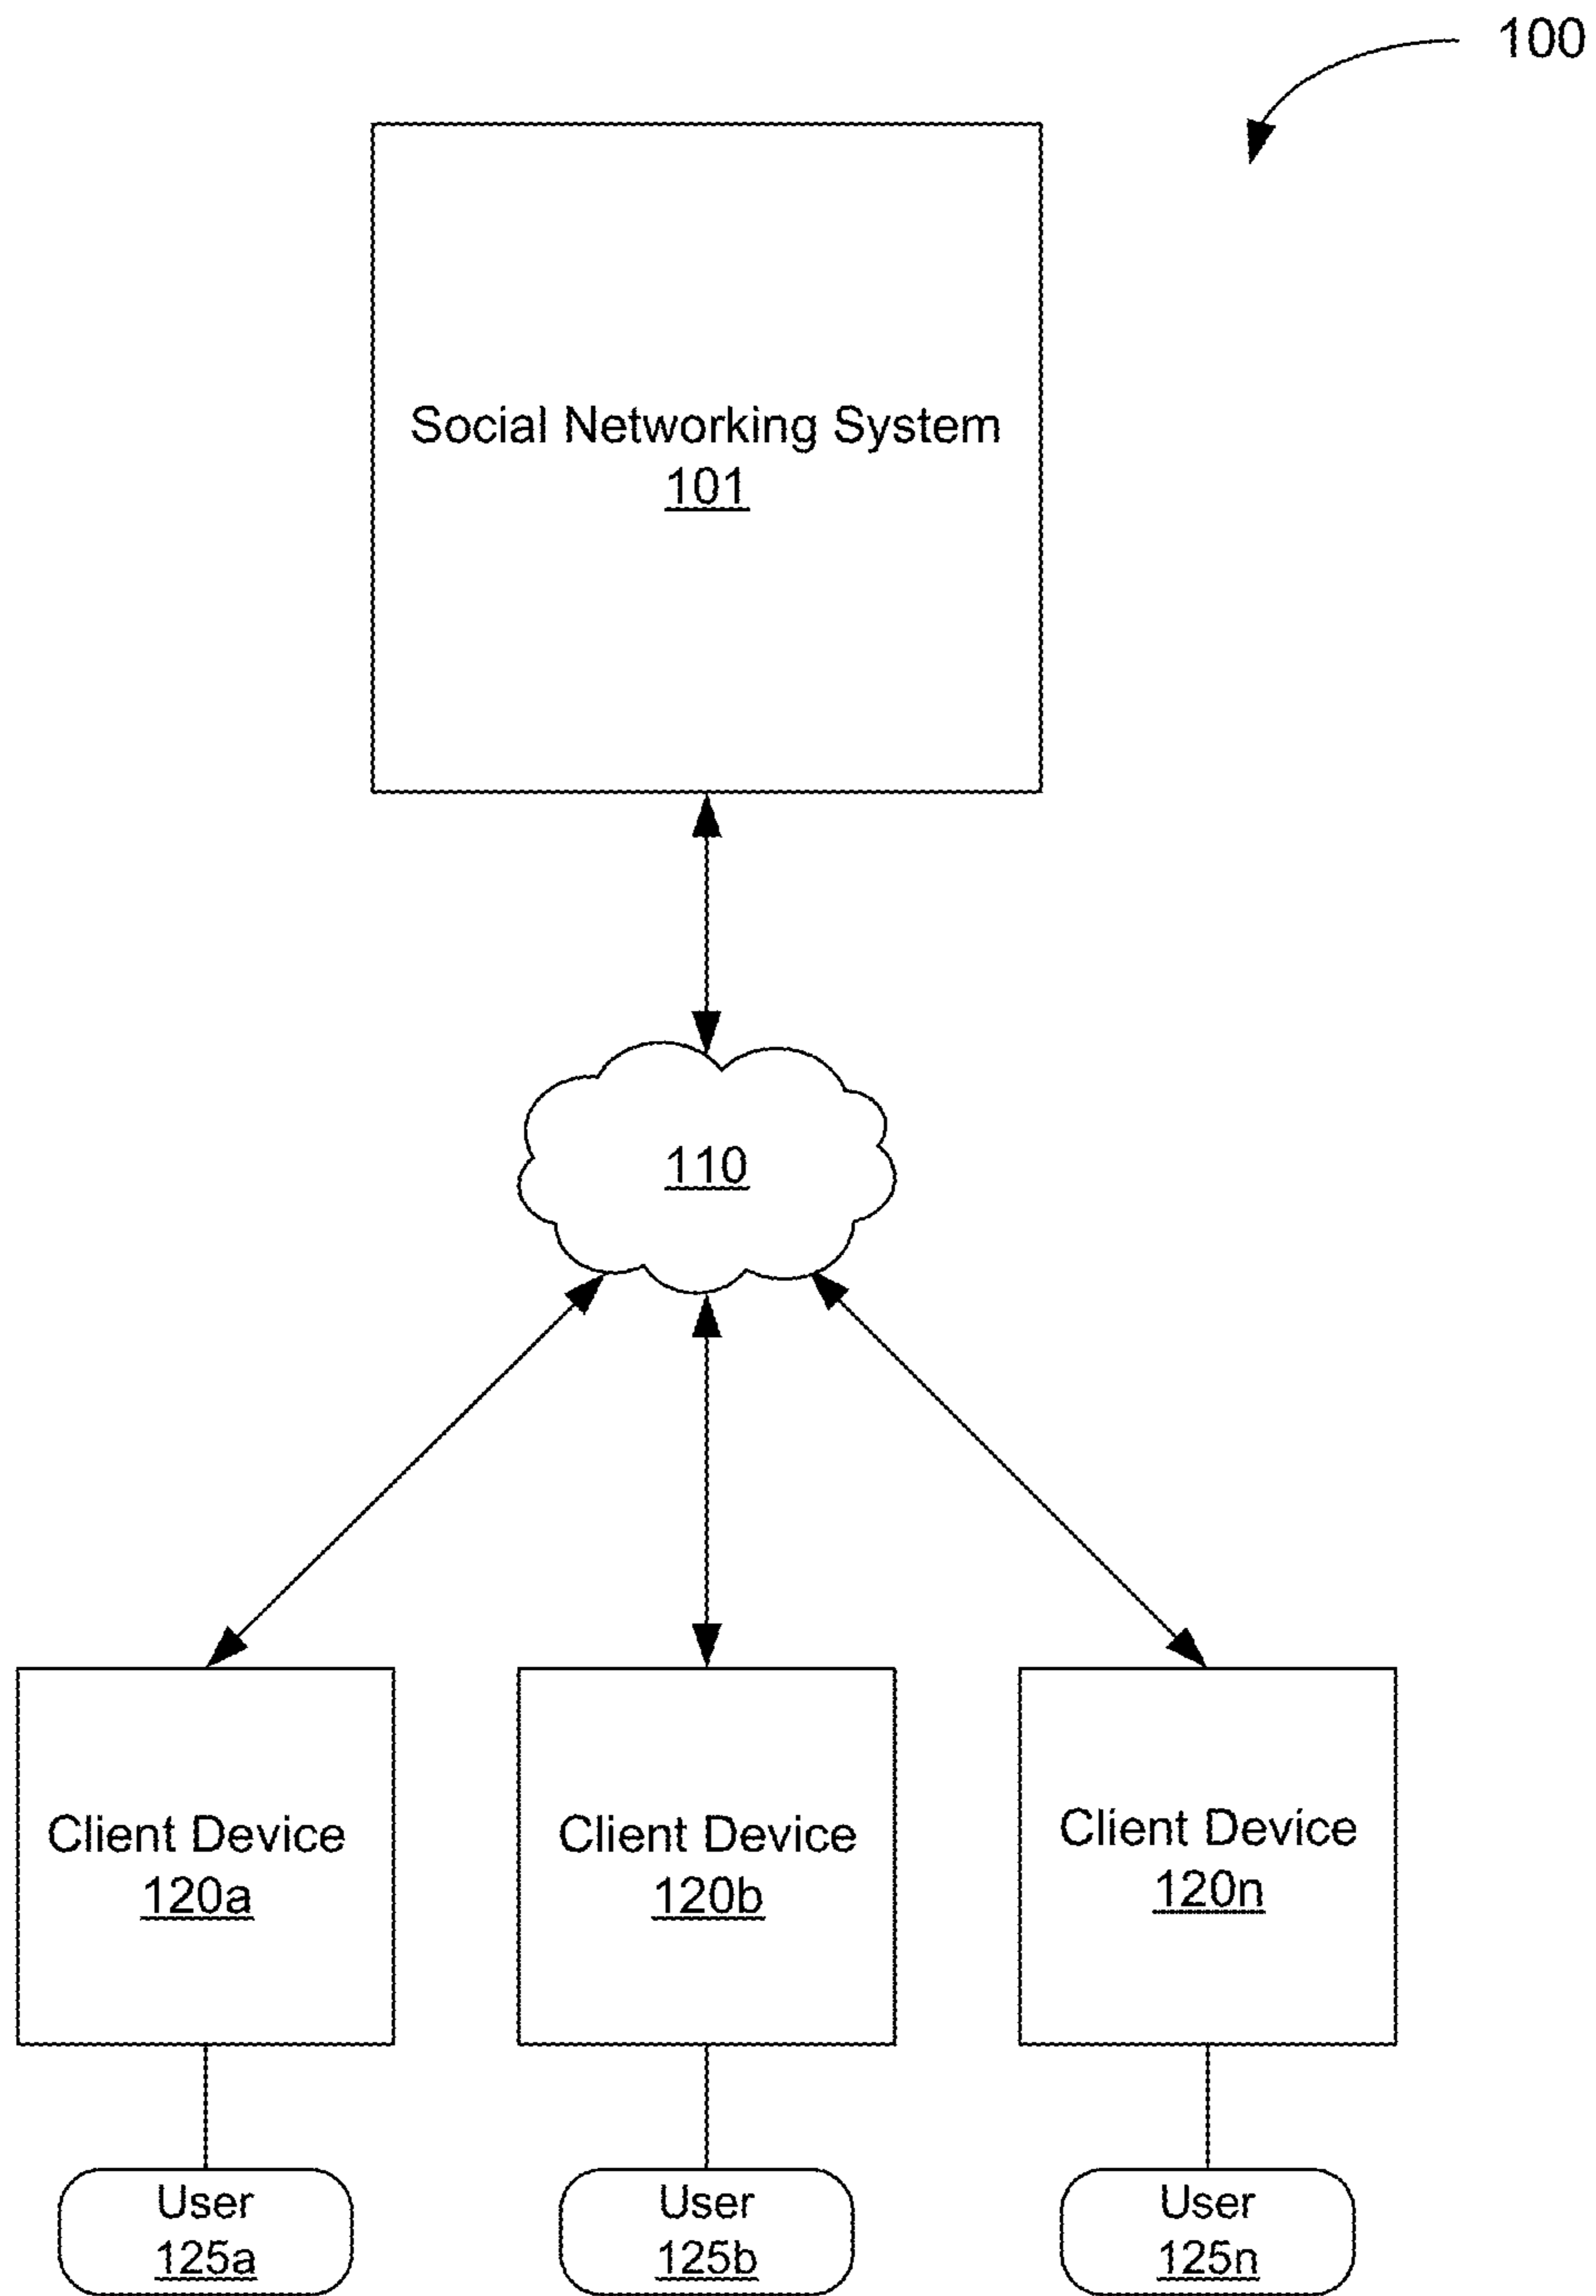 100
Social Networking System
101
110
Client Device
120a
Client Device
120b
Client Device
120n
User
125a
User
125b
User
125n